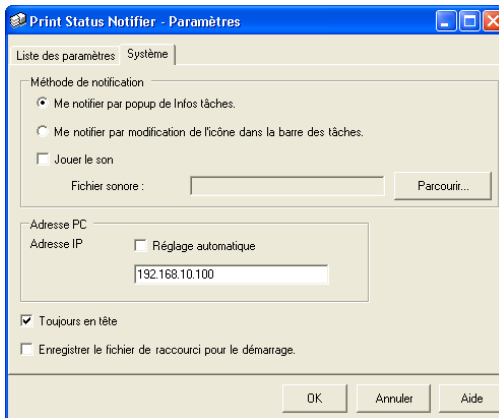 Print Status Notifier - Paramètres
Liste des paramètres Système
Méthode de notification
Me notifier par popup de Infos tâches.
Me notifier par modification de l'icône dans la barre des tâches.
Jouer le son
Fichier sonore : Parcourir...
Adresse PC
Adresse IP Réglage automatique
192.168.10.100
Toujours en tête
Enregistrer le fichier de raccourci pour le démarrage.
OK Annuler Aide